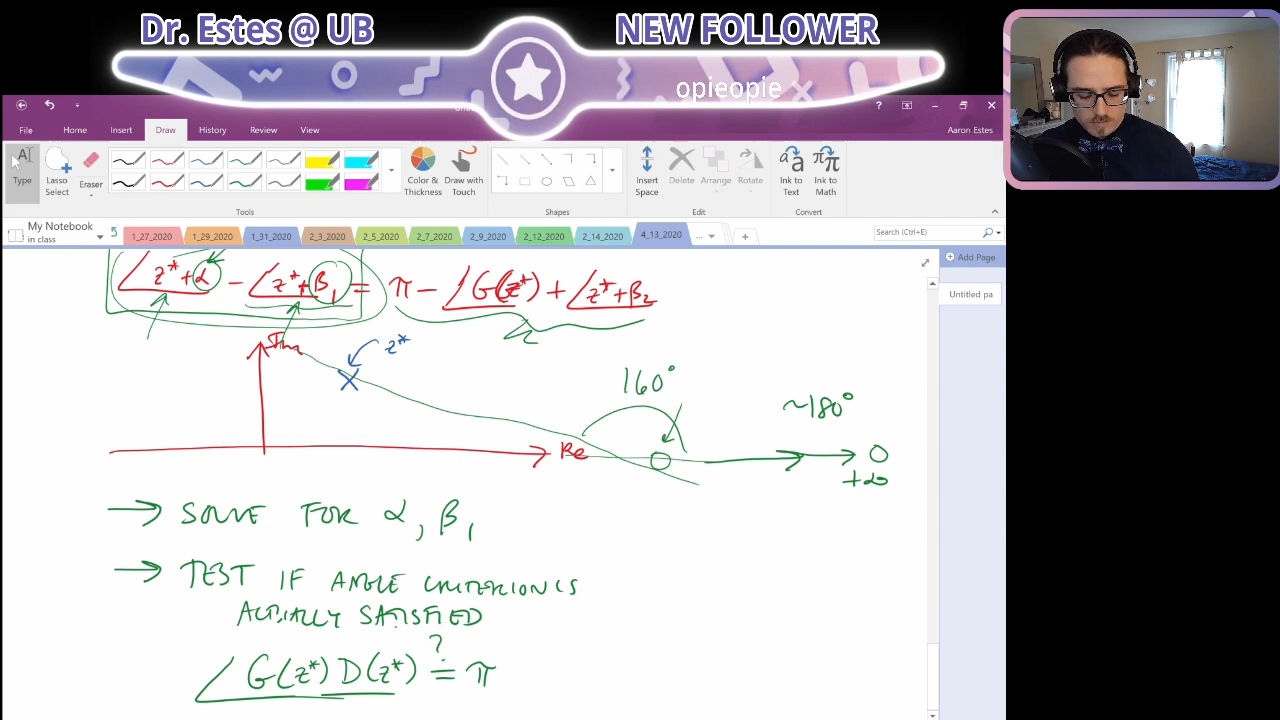 Dr. Estes @ UB
NEW FOLLOWER
opieopie
Aaron Estes
File Home Insert Draw History Review View
Type
Lasso Select
Eraser
Color & Thickness
Draw with Touch
Insert Space
Delete
Arrange
Rotate
Ink to Text
Ink to Math
Tools
Shapes
Edit
Convert
My Notebook
in class
1_27_2020 1_29_2020 1_31_2020 2_3_2020 2_5_2020 2_7_2020 2_9_2020 2_12_2020 2_14_2020 4_13_2020 ...
Search (Ctrl+E)
Add Page
Untitled pa
∠z*+α - ∠z*+β₁ = π - ∠G(z*) + ∠z*+β₂
Im
z*
160°
~180°
Re
+∞
→ SOLVE FOR α, β₁
→ TEST IF ANGLE CRITERION IS
ACTUALLY SATISFIED
∠G(z*) D(z*) ≟ π